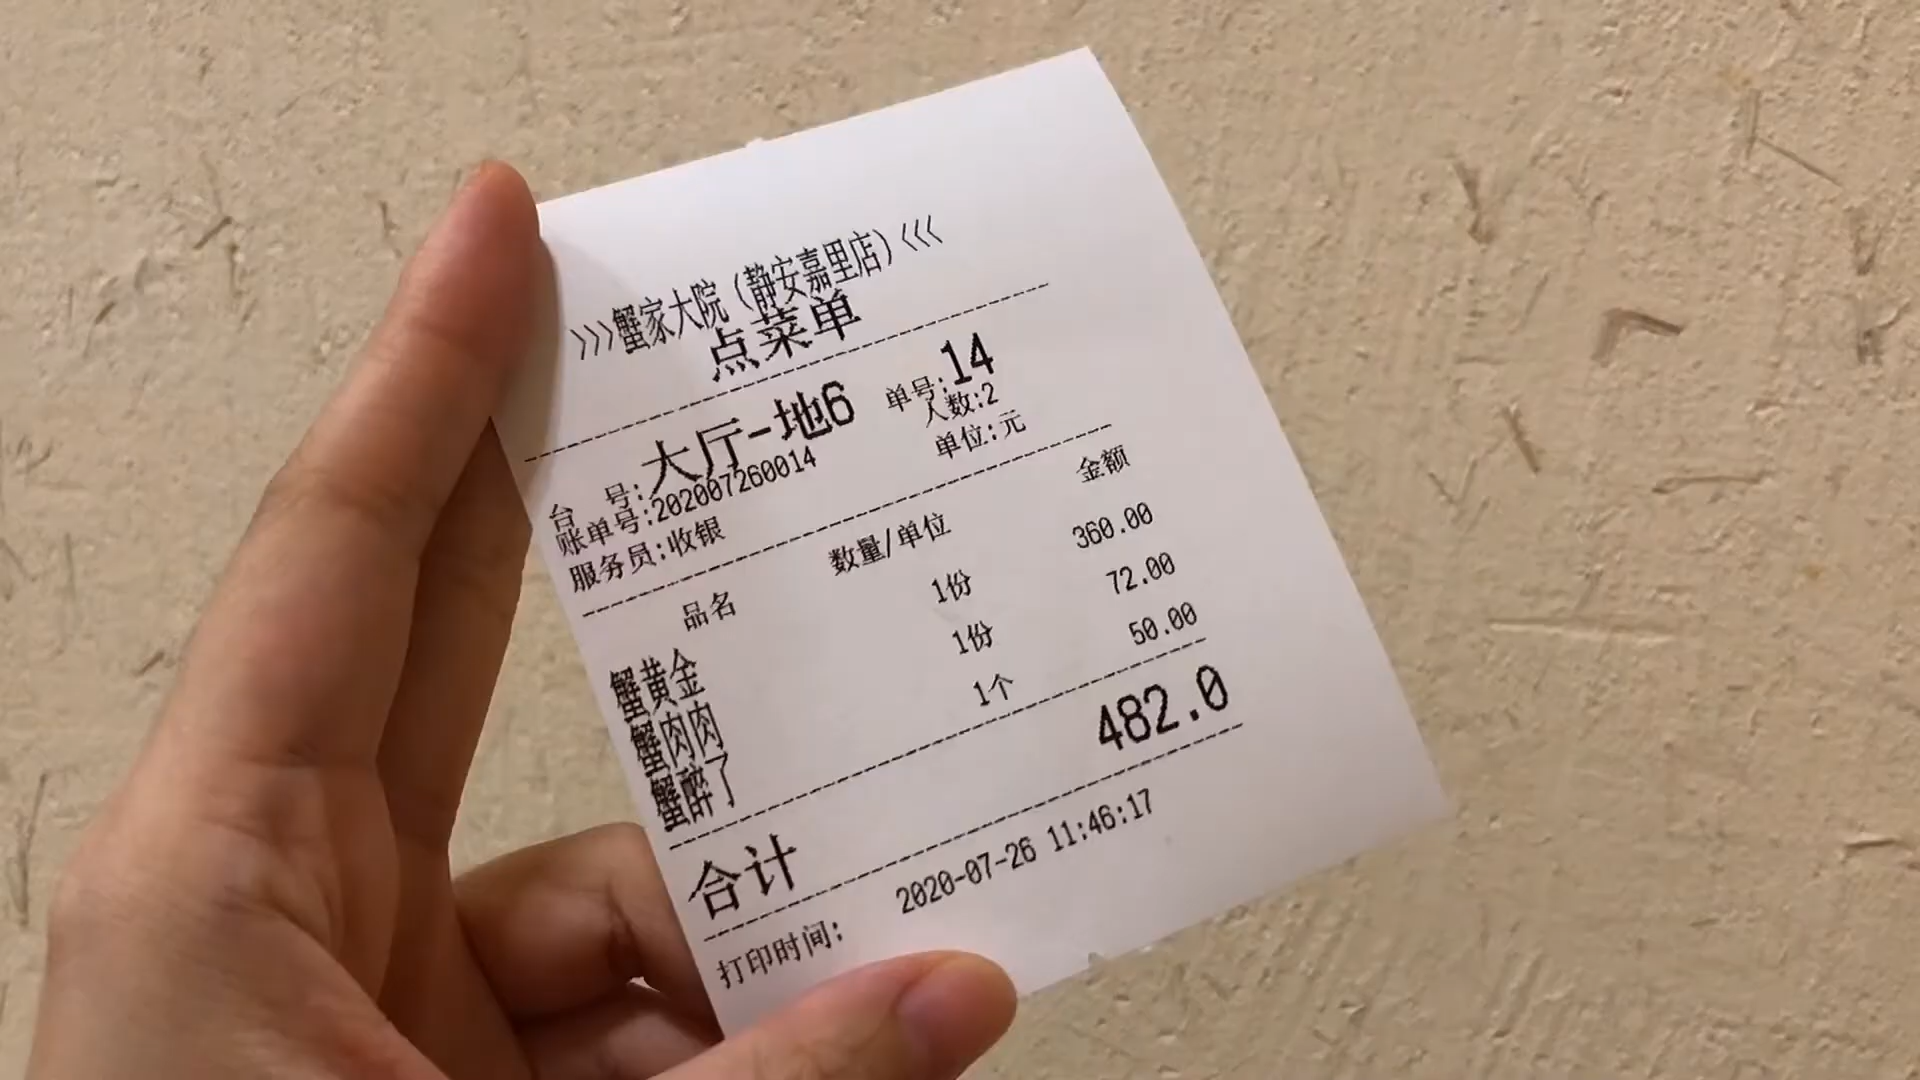 >>>蟹家大院(静安嘉里店)<<<
点菜单
台 号:大厅-地6 单号:14
账单号:202007260014 人数:2
服务员:收银 单位:元
品名 数量/单位 金额
蟹黄金 1份 360.00
蟹肉肉 1份 72.00
蟹醉了 1个 50.00
合计 482.0
打印时间: 2020-07-26 11:46:17